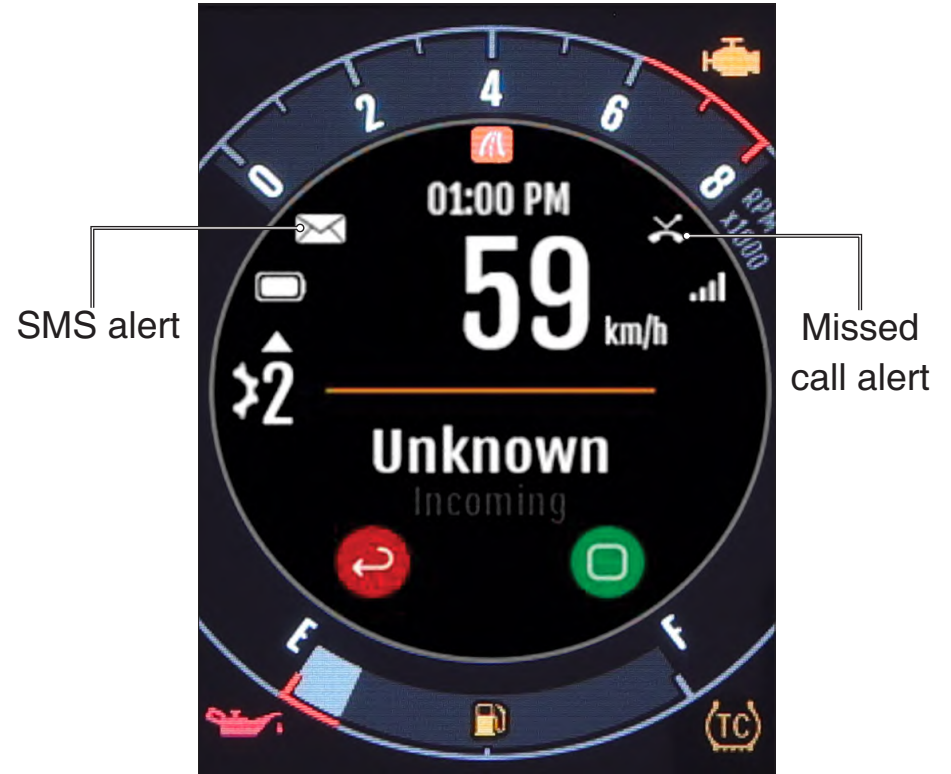 0 2 4 6 8
RPM
x1000
01:00 PM
59 km/h
SMS alert
Missed
call alert
2
Unknown
Incoming
E F
TC